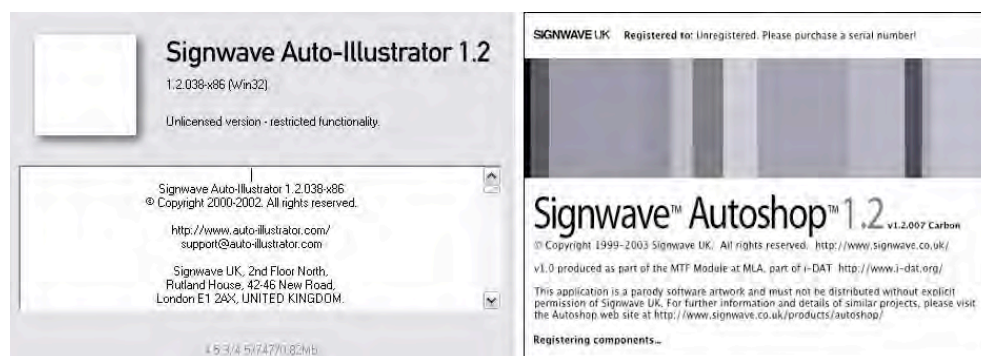 Signwave Auto-Illustrator 1.2
1.2.038-x86 (Win32)
Unlicensed version - restricted functionality.
Signwave Auto-Illustrator 1.2.038-x86
© Copyright 2000-2002. All rights reserved.
http://www.auto-illustrator.com/
support@auto-illustrator.com
Signwave UK, 2nd Floor North,
Rutland House, 42-46 New Road,
London E1 2AX, UNITED KINGDOM.
SIGNWAVE UK Registered to: Unregistered. Please purchase a serial number!
Signwave™ Autoshop™ 1.2 v1.2.007 Carbon
© Copyright 1999-2003 Signwave UK. All rights reserved. http://www.signwave.co.uk/
v1.0 produced as part of the MTF Module at MLA, part of i-DAT http://www.i-dat.org/
This application is a parody software artwork and must not be distributed without explicit
permission of Signwave UK. For further information and details of similar projects, please visit
the Autoshop web site at http://www.signwave.co.uk/products/autoshop/
Registering components...